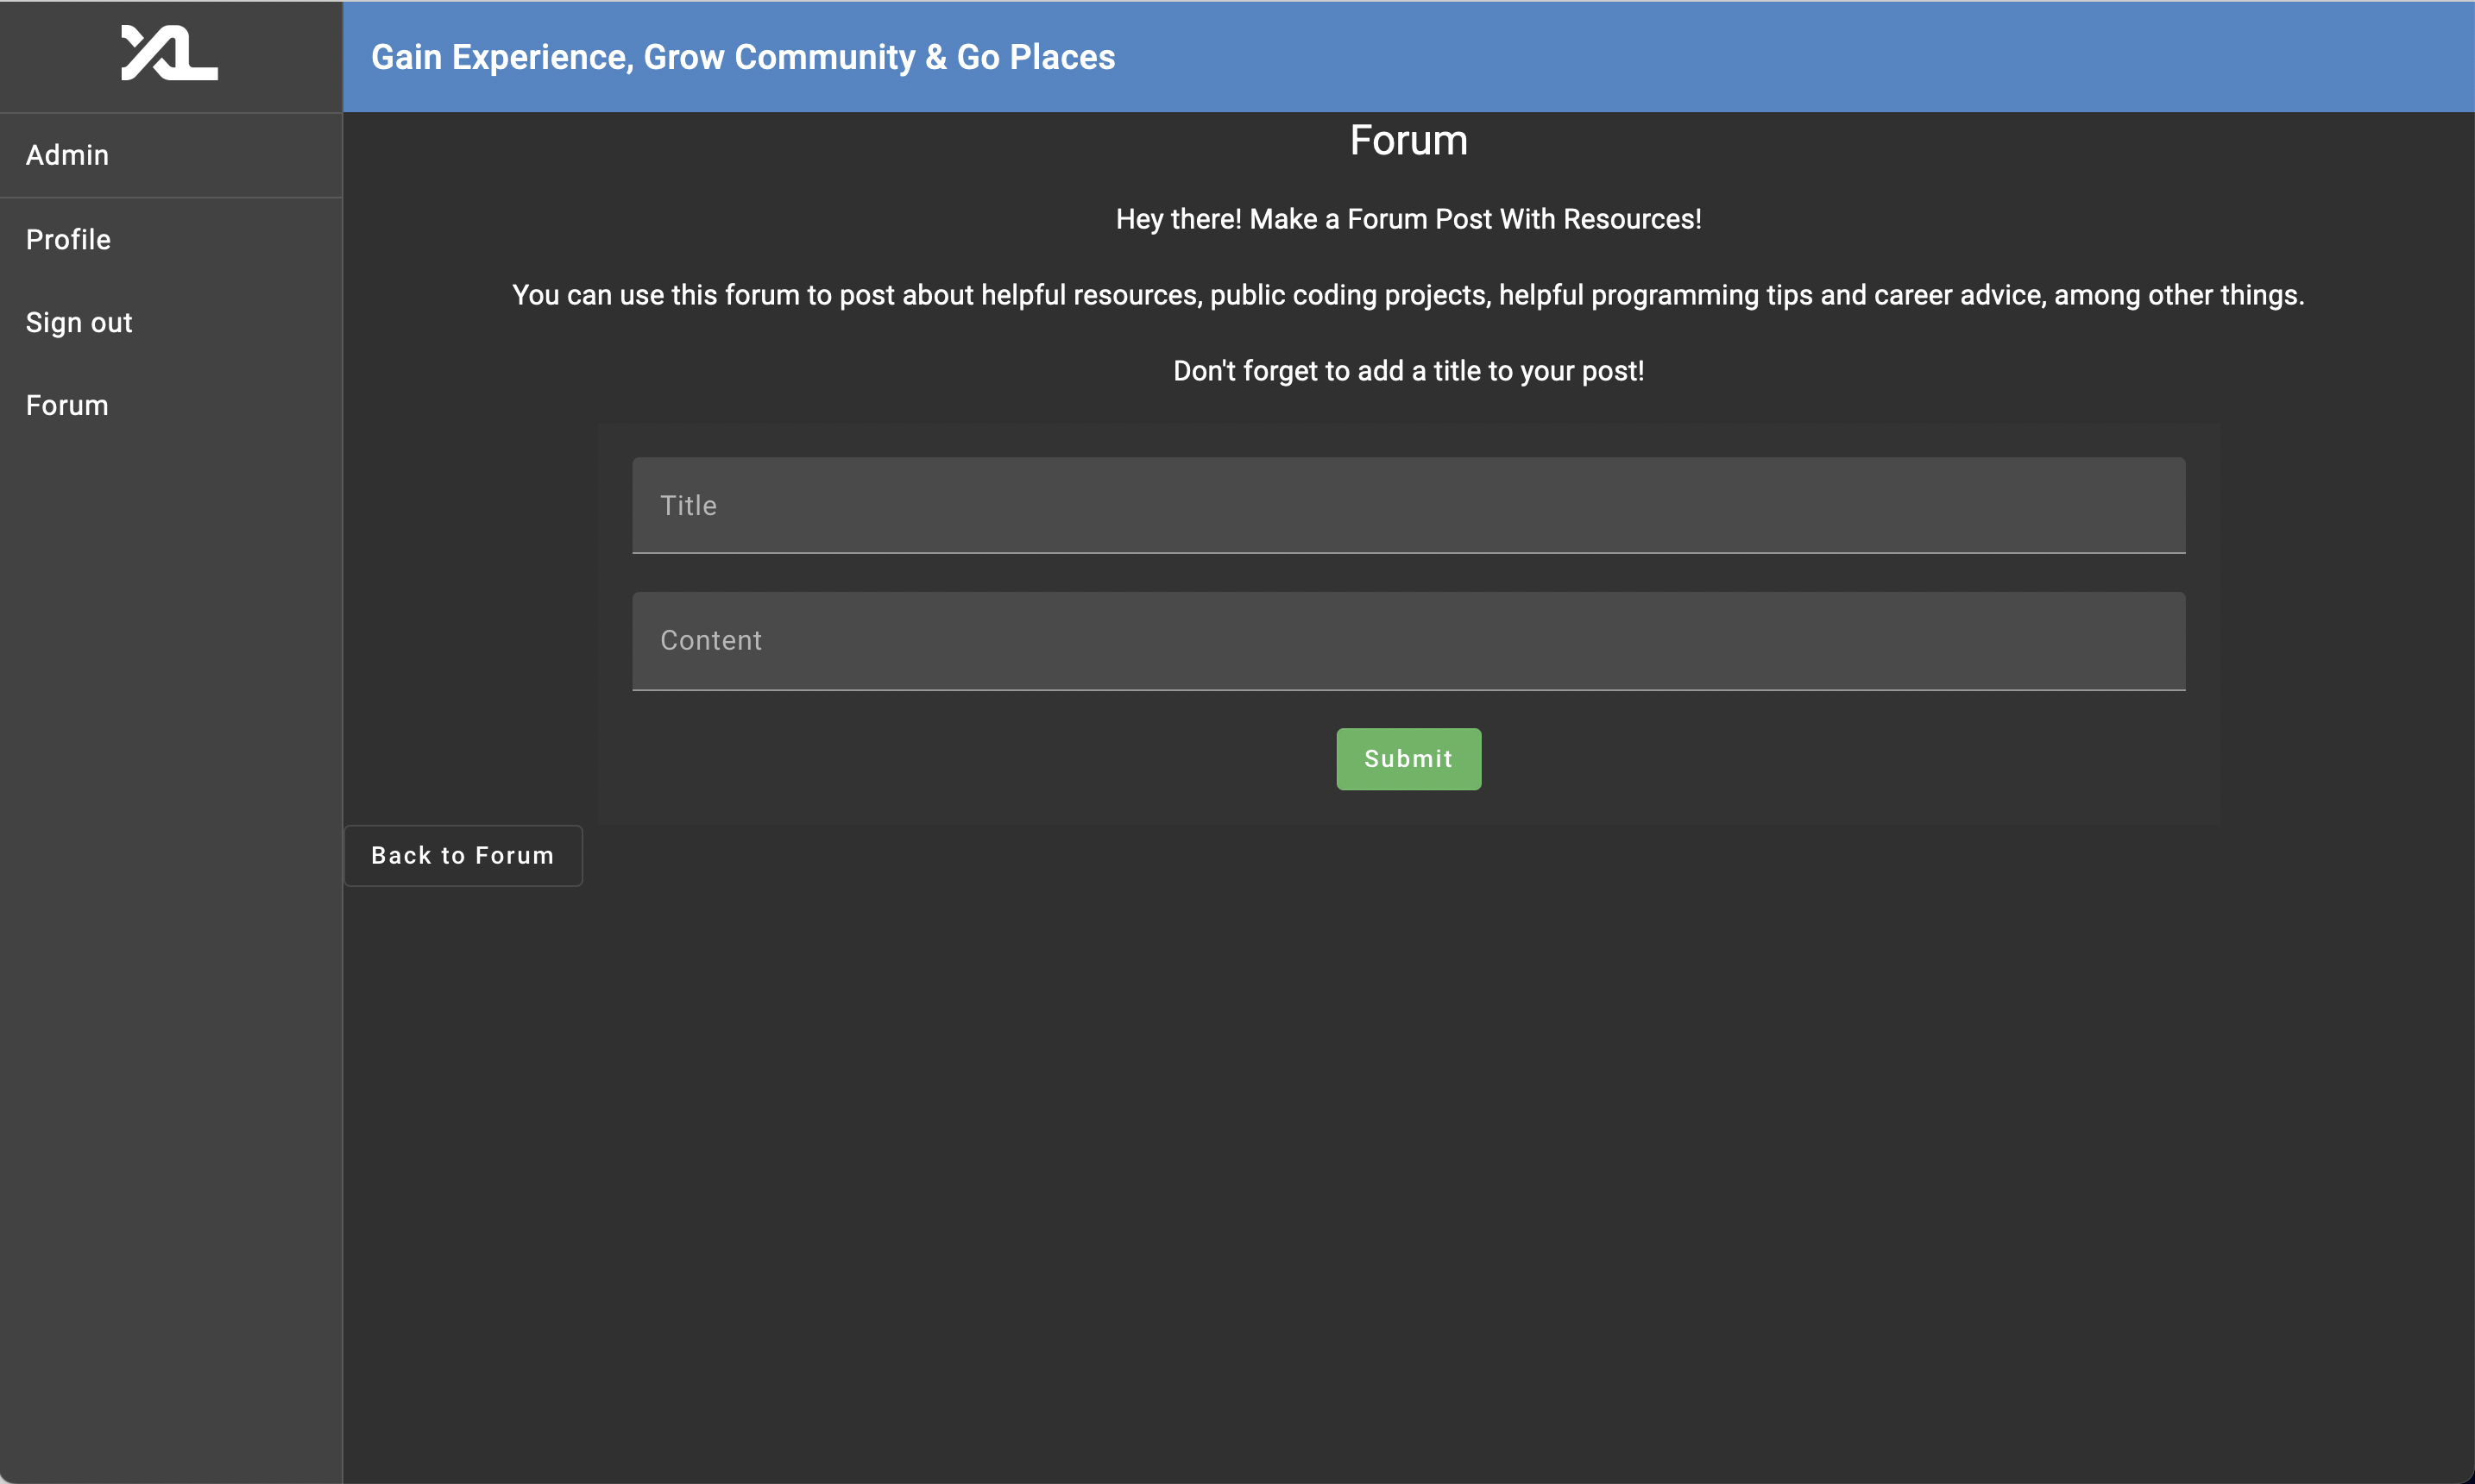 XL
Gain Experience, Grow Community & Go Places
Admin
Profile
Sign out
Forum
Forum
Hey there! Make a Forum Post With Resources!
You can use this forum to post about helpful resources, public coding projects, helpful programming tips and career advice, among other things.
Don't forget to add a title to your post!
Title
Content
Submit
Back to Forum